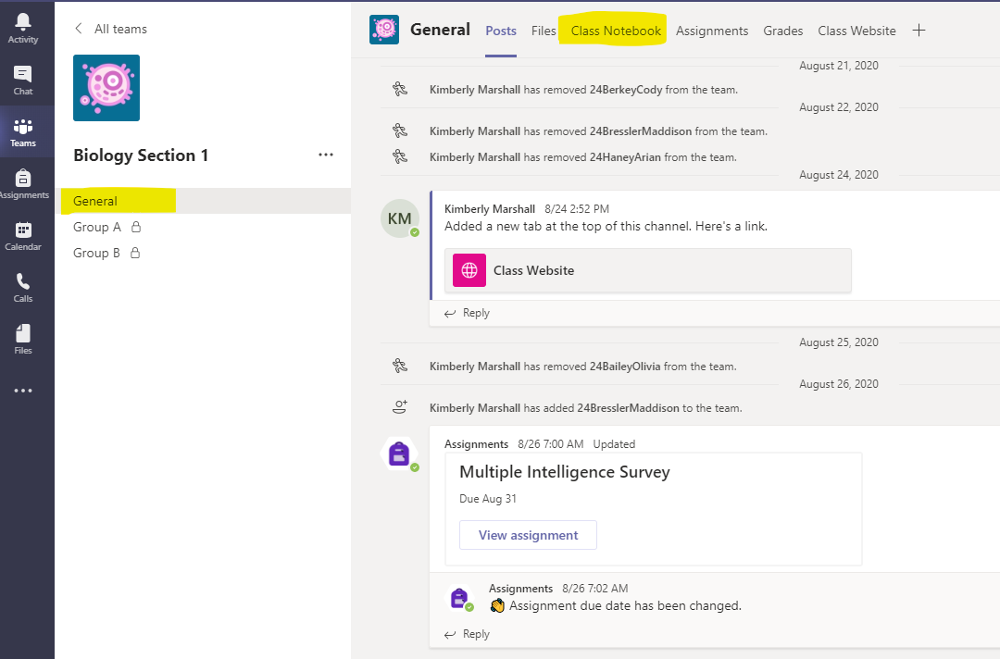 Activity
Chat
Teams
Assignments
Calendar
Calls
Files
All teams
Biology Section 1
General
Group A
Group B
General Posts Files Class Notebook Assignments Grades Class Website
August 21, 2020
Kimberly Marshall has removed 24BerkeyCody from the team.
August 22, 2020
Kimberly Marshall has removed 24BresslerMaddison from the team.
Kimberly Marshall has removed 24HaneyArian from the team.
August 24, 2020
KM
Kimberly Marshall 8/24 2:52 PM
Added a new tab at the top of this channel. Here's a link.
Class Website
Reply
August 25, 2020
Kimberly Marshall has removed 24BaileyOlivia from the team.
August 26, 2020
Kimberly Marshall has added 24BresslerMaddison to the team.
Assignments 8/26 7:00 AM Updated
Multiple Intelligence Survey
Due Aug 31
View assignment
Assignments 8/26 7:02 AM
👏 Assignment due date has been changed.
Reply